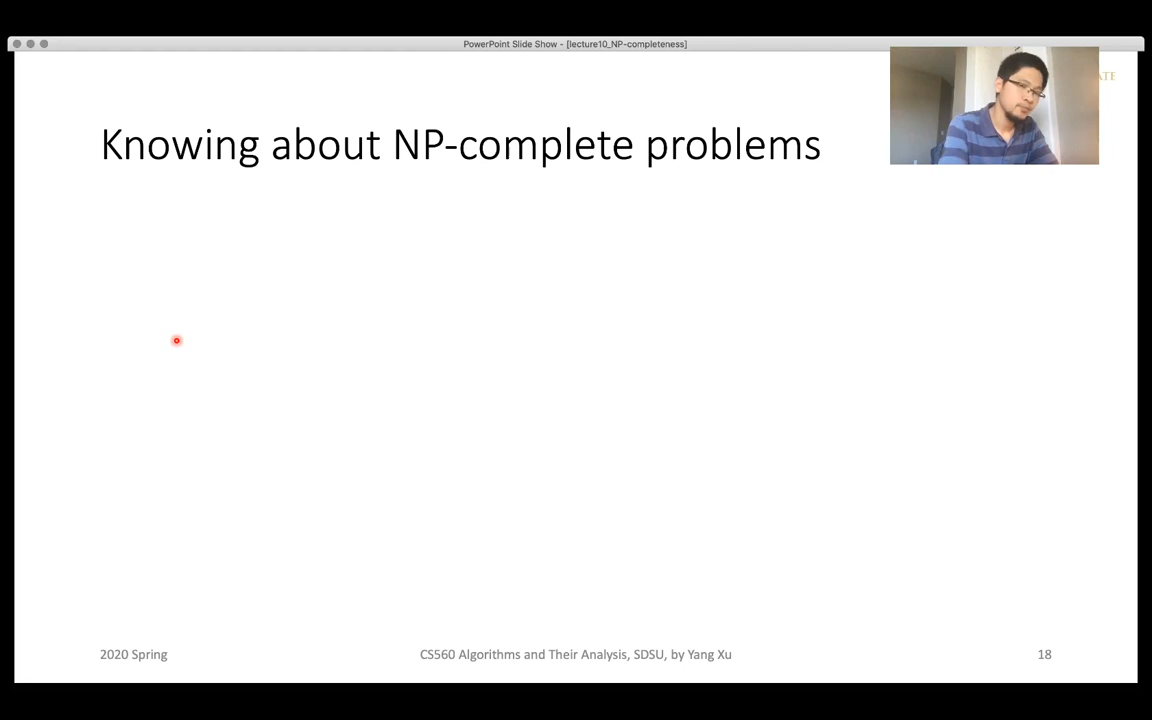 PowerPoint Slide Show - [lecture10_NP-completeness]
ATE
Knowing about NP-complete problems
2020 Spring
CS560 Algorithms and Their Analysis, SDSU, by Yang Xu
18